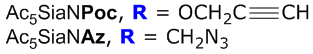 Ac₅SiaNPoc, R = OCH₂C≡CH
Ac₅SiaNAz, R = CH₂N₃